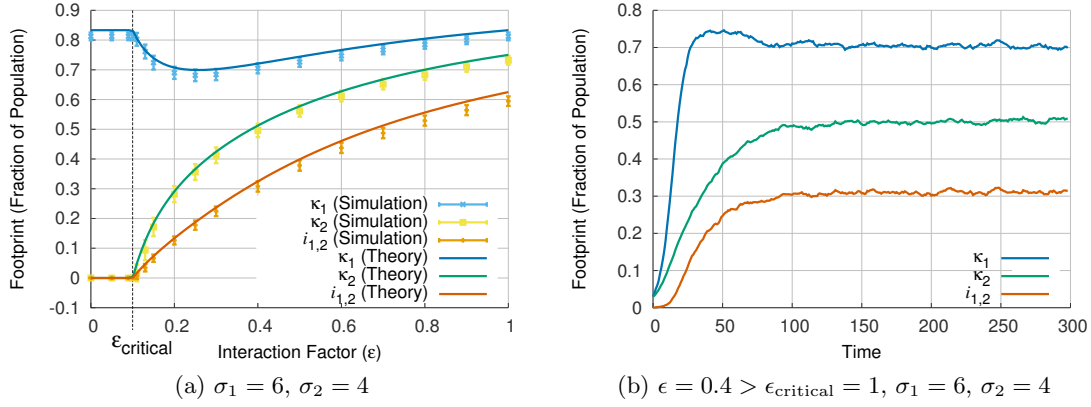 Footprint (Fraction of Population)
0.9
0.8
0.7
0.6
0.5
0.4
0.3
0.2
0.1
0
-0.1
κ1 (Simulation)
κ2 (Simulation)
i1,2 (Simulation)
κ1 (Theory)
κ2 (Theory)
i1,2 (Theory)
0 0.2 0.4 0.6 0.8 1
εcritical
Interaction Factor (ε)
(a) σ1 = 6, σ2 = 4
Footprint (Fraction of Population)
0.8
0.7
0.6
0.5
0.4
0.3
0.2
0.1
0
κ1
κ2
i1,2
0 50 100 150 200 250 300
Time
(b) ϵ = 0.4 > ϵcritical = 1, σ1 = 6, σ2 = 4